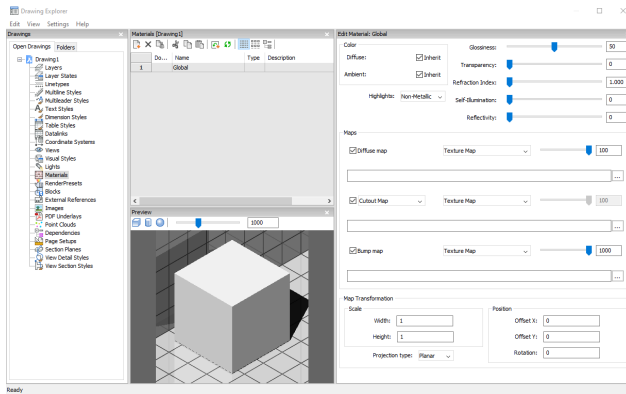 Drawing Explorer
Edit View Settings Help
Drawings
Open Drawings Folders
Drawing1
Layers
Layer States
Linetypes
Multiline Styles
Multileader Styles
Text Styles
Dimension Styles
Table Styles
Datalinks
Coordinate Systems
Views
Visual Styles
Lights
Materials
RenderPresets
Blocks
External References
Images
PDF Underlays
Point Clouds
Dependencies
Page Setups
Section Planes
View Detail Styles
View Section Styles
Materials [Drawing1]
Do... Name Type Description
1 Global
Preview
1000
Edit Material: Global
Color
Diffuse: Inherit
Ambient: Inherit
Highlights: Non-Metallic
Glossiness: 50
Transparency: 0
Refraction Index: 1.000
Self-Illumination: 0
Reflectivity: 0
Maps
Diffuse map Texture Map 100
...
Cutout Map Texture Map 100
...
Bump map Texture Map 1000
...
Map Transformation
Scale
Width: 1
Height: 1
Projection type: Planar
Position
Offset X: 0
Offset Y: 0
Rotation: 0
Ready